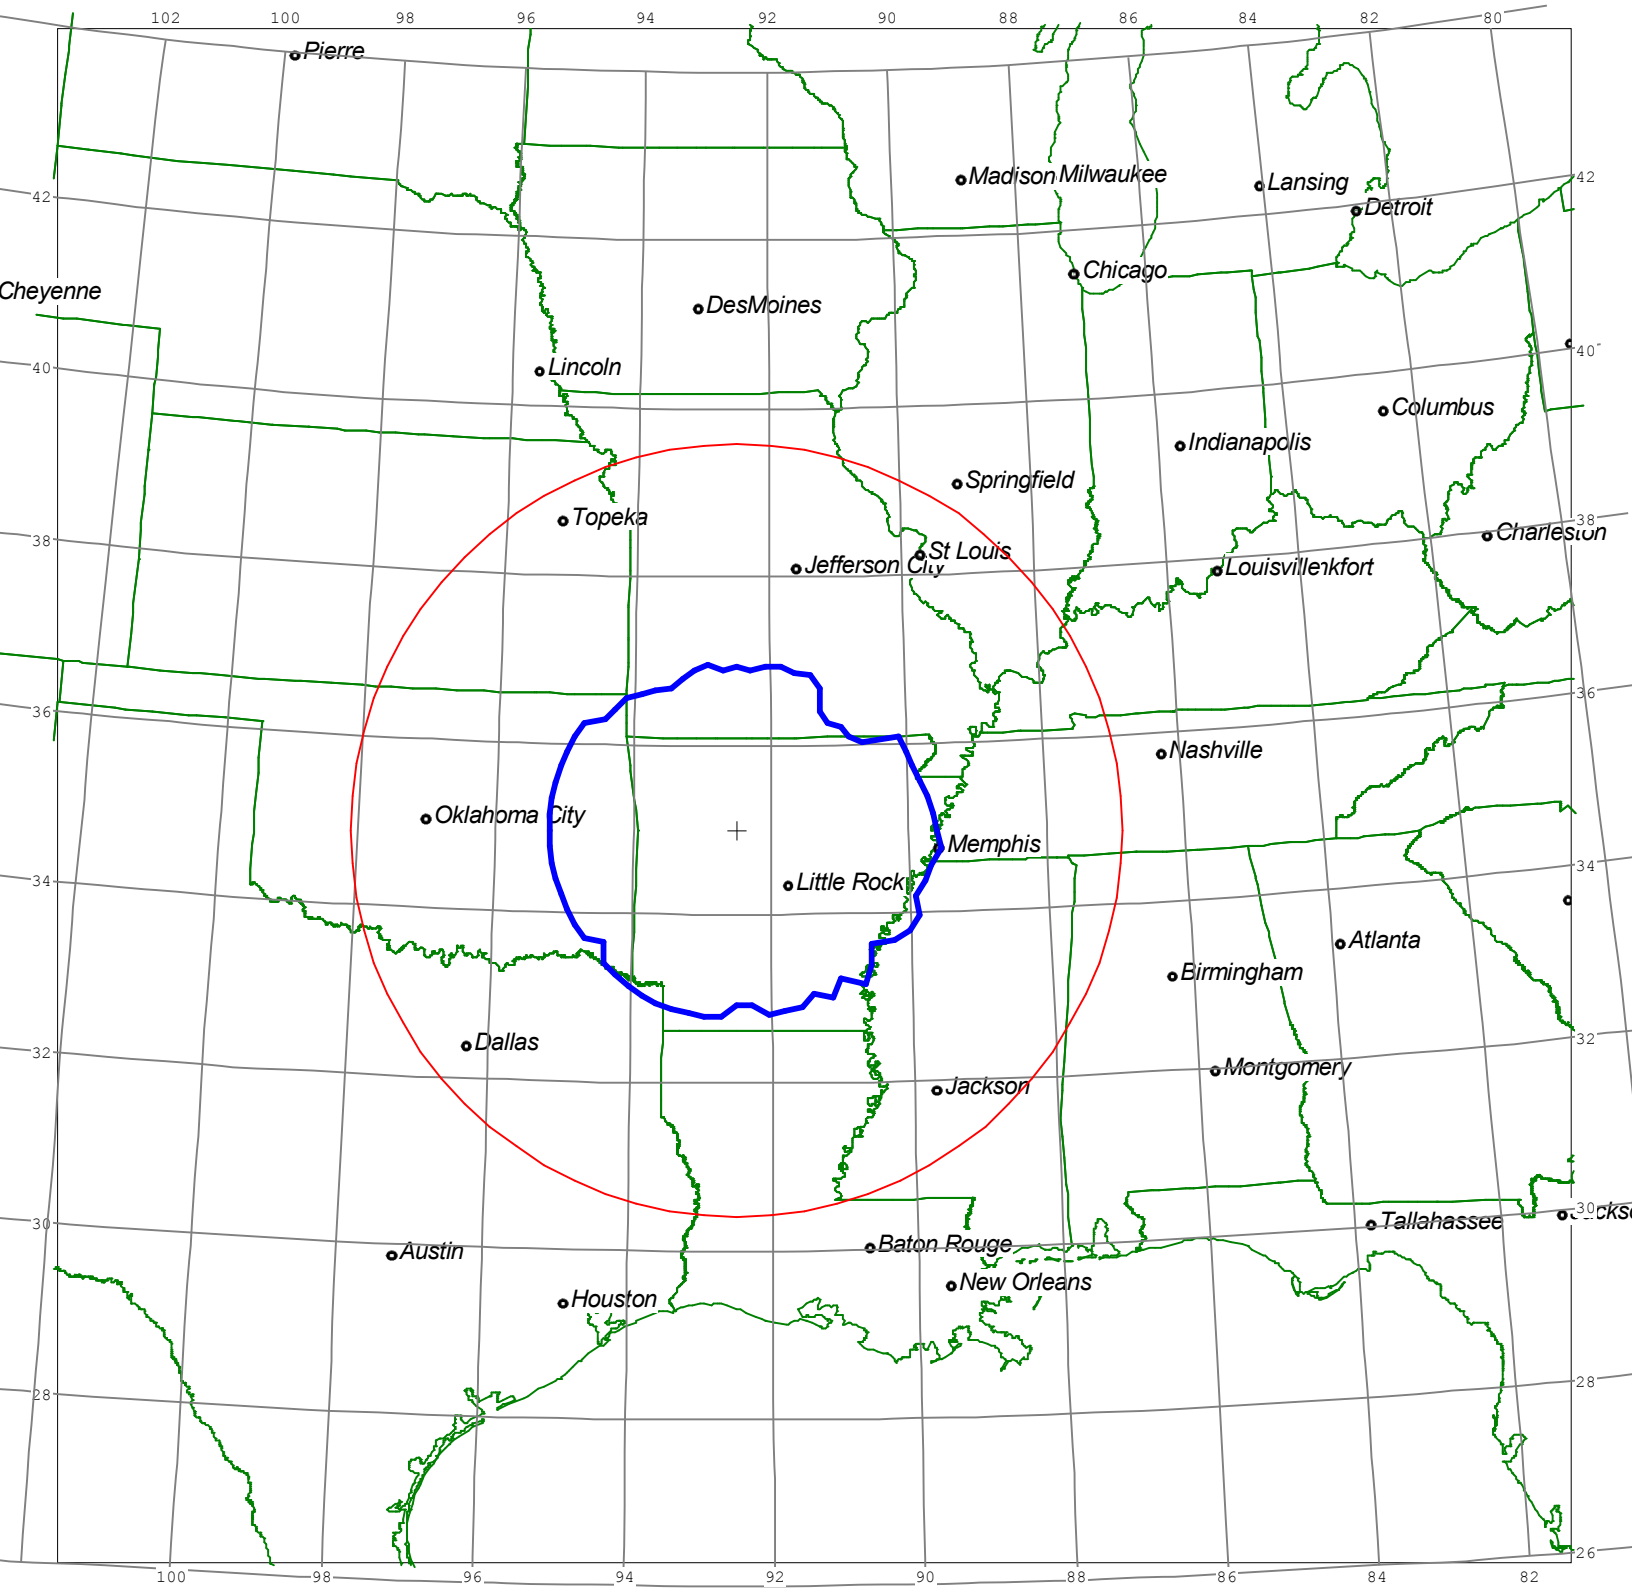 102 100 98 96 94 92 90 88 86 84 82 80
Pierre
Madison Milwaukee
42 Lansing 42
Detroit
Chicago
Cheyenne
DesMoines
40 Lincoln 40
Columbus
Indianapolis
Springfield
Topeka 38
38 St Louis Charleston
Jefferson City Louisville nkfort
36 36
Nashville
Oklahoma City
Memphis
34 Little Rock 34
Atlanta
Birmingham
32 Dallas 32
Montgomery
Jackson
30 Tallahassee 30
Austin Baton Rouge
New Orleans
Houston
28 28
26
100 98 96 94 92 90 88 86 84 82